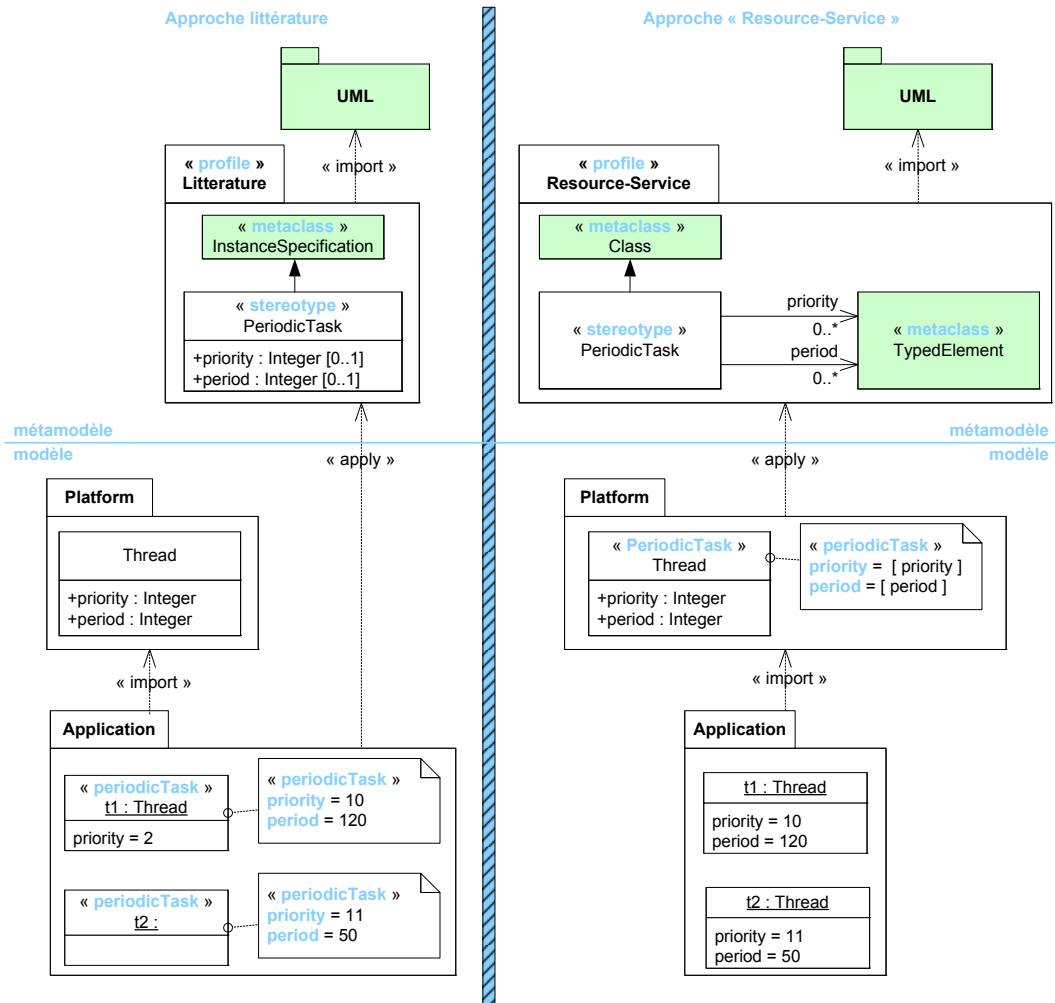 Approche littérature
UML
« profile »
Litterature
« import »
« metaclass »
InstanceSpecification
« stereotype »
PeriodicTask
+priority : Integer [0..1]
+period : Integer [0..1]
métamodèle
modèle
« apply »
Platform
Thread
+priority : Integer
+period : Integer
« import »
Application
« periodicTask »
t1 : Thread
priority = 2
« periodicTask »
priority = 10
period = 120
« periodicTask »
t2 :
« periodicTask »
priority = 11
period = 50
Approche « Resource-Service »
UML
« profile »
Resource-Service
« import »
« metaclass »
Class
« stereotype »
PeriodicTask
priority
0..*
period
0..*
« metaclass »
TypedElement
métamodèle
modèle
« apply »
Platform
« PeriodicTask »
Thread
+priority : Integer
+period : Integer
« periodicTask »
priority = [ priority ]
period = [ period ]
« import »
Application
t1 : Thread
priority = 10
period = 120
t2 : Thread
priority = 11
period = 50